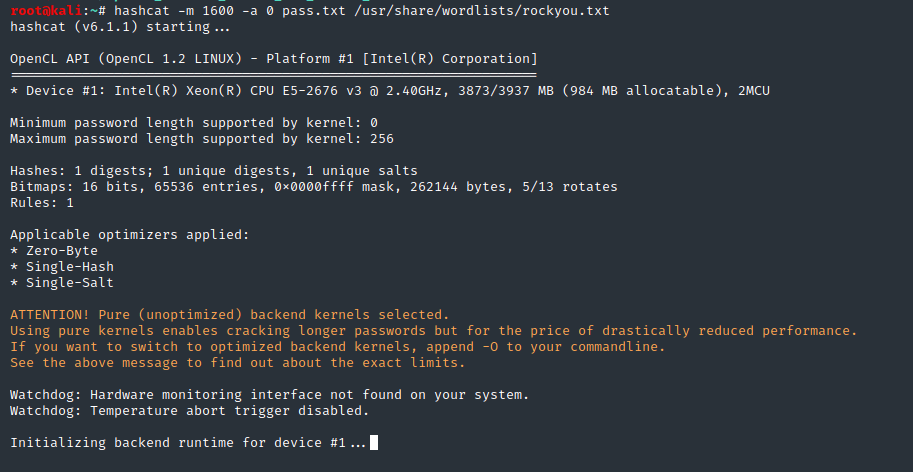 root@kali:~# hashcat -m 1600 -a 0 pass.txt /usr/share/wordlists/rockyou.txt
hashcat (v6.1.1) starting...
OpenCL API (OpenCL 1.2 LINUX) - Platform #1 [Intel(R) Corporation]
==================================================================
* Device #1: Intel(R) Xeon(R) CPU E5-2676 v3 @ 2.40GHz, 3873/3937 MB (984 MB allocatable), 2MCU
Minimum password length supported by kernel: 0
Maximum password length supported by kernel: 256
Hashes: 1 digests; 1 unique digests, 1 unique salts
Bitmaps: 16 bits, 65536 entries, 0x0000ffff mask, 262144 bytes, 5/13 rotates
Rules: 1
Applicable optimizers applied:
* Zero-Byte
* Single-Hash
* Single-Salt
ATTENTION! Pure (unoptimized) backend kernels selected.
Using pure kernels enables cracking longer passwords but for the price of drastically reduced performance.
If you want to switch to optimized backend kernels, append -O to your commandline.
See the above message to find out about the exact limits.
Watchdog: Hardware monitoring interface not found on your system.
Watchdog: Temperature abort trigger disabled.
Initializing backend runtime for device #1...